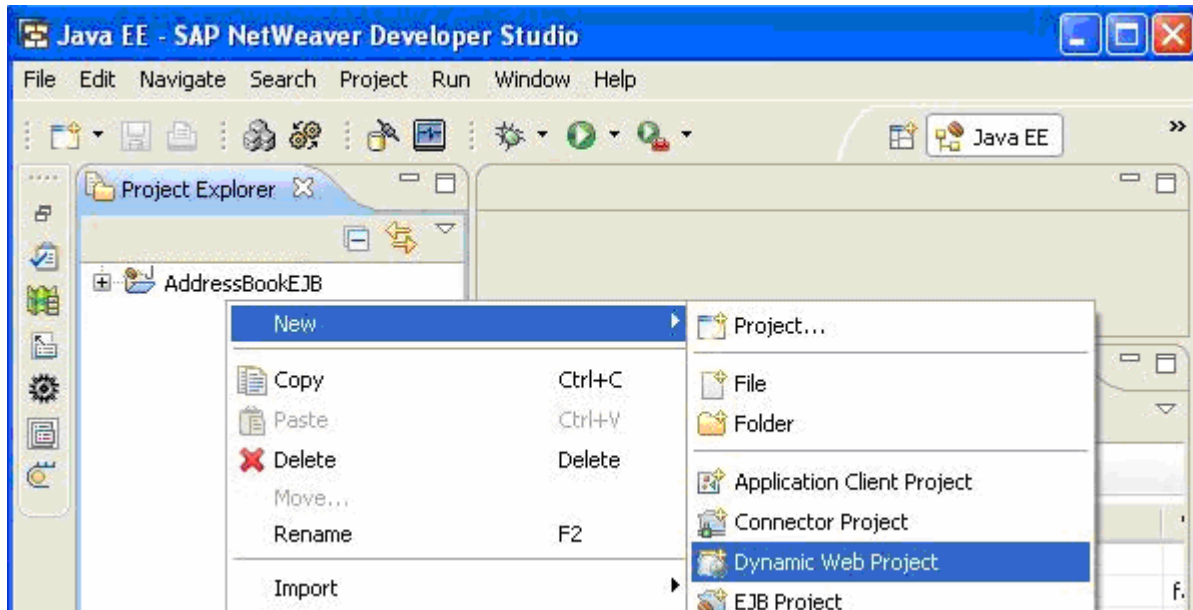 Java EE - SAP NetWeaver Developer Studio
File Edit Navigate Search Project Run Window Help
Java EE
Project Explorer
AddressBookEJB
New
Copy Ctrl+C
Paste Ctrl+V
Delete Delete
Move...
Rename F2
Import
Project...
File
Folder
Application Client Project
Connector Project
Dynamic Web Project
EJB Project